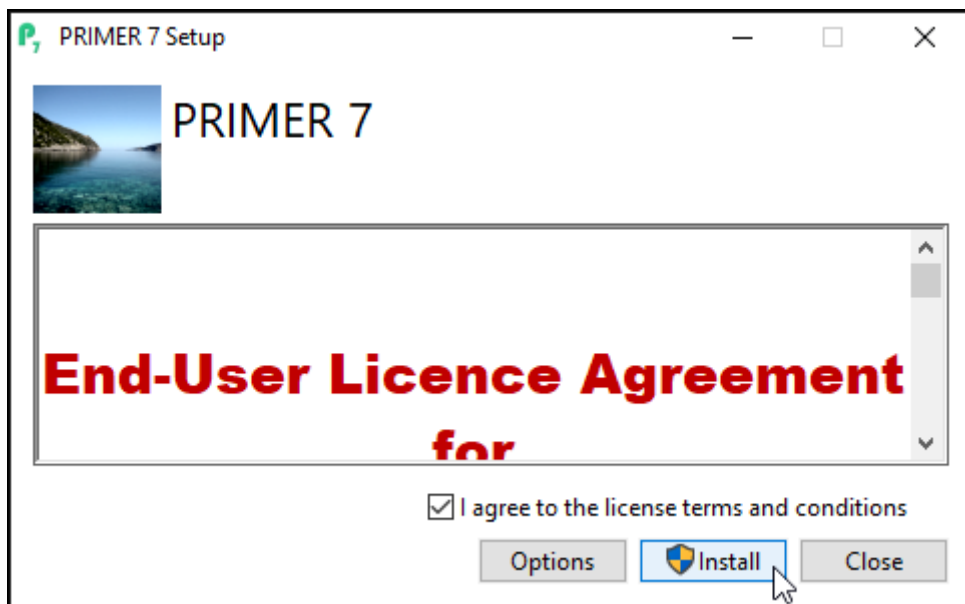 PRIMER 7 Setup
PRIMER 7
End-User Licence Agreement
for
I agree to the license terms and conditions
Options Install Close